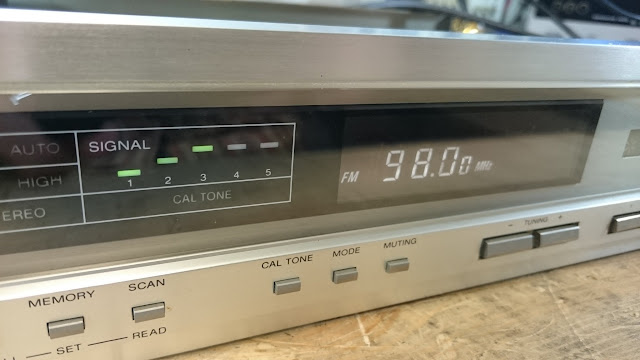 AUTO
HIGH
EREO
SIGNAL
1 2 3 4 5
CAL TONE
FM 98.00 MHz
MEMORY
SCAN
SET
READ
CAL TONE
MODE
MUTING
- TUNING +